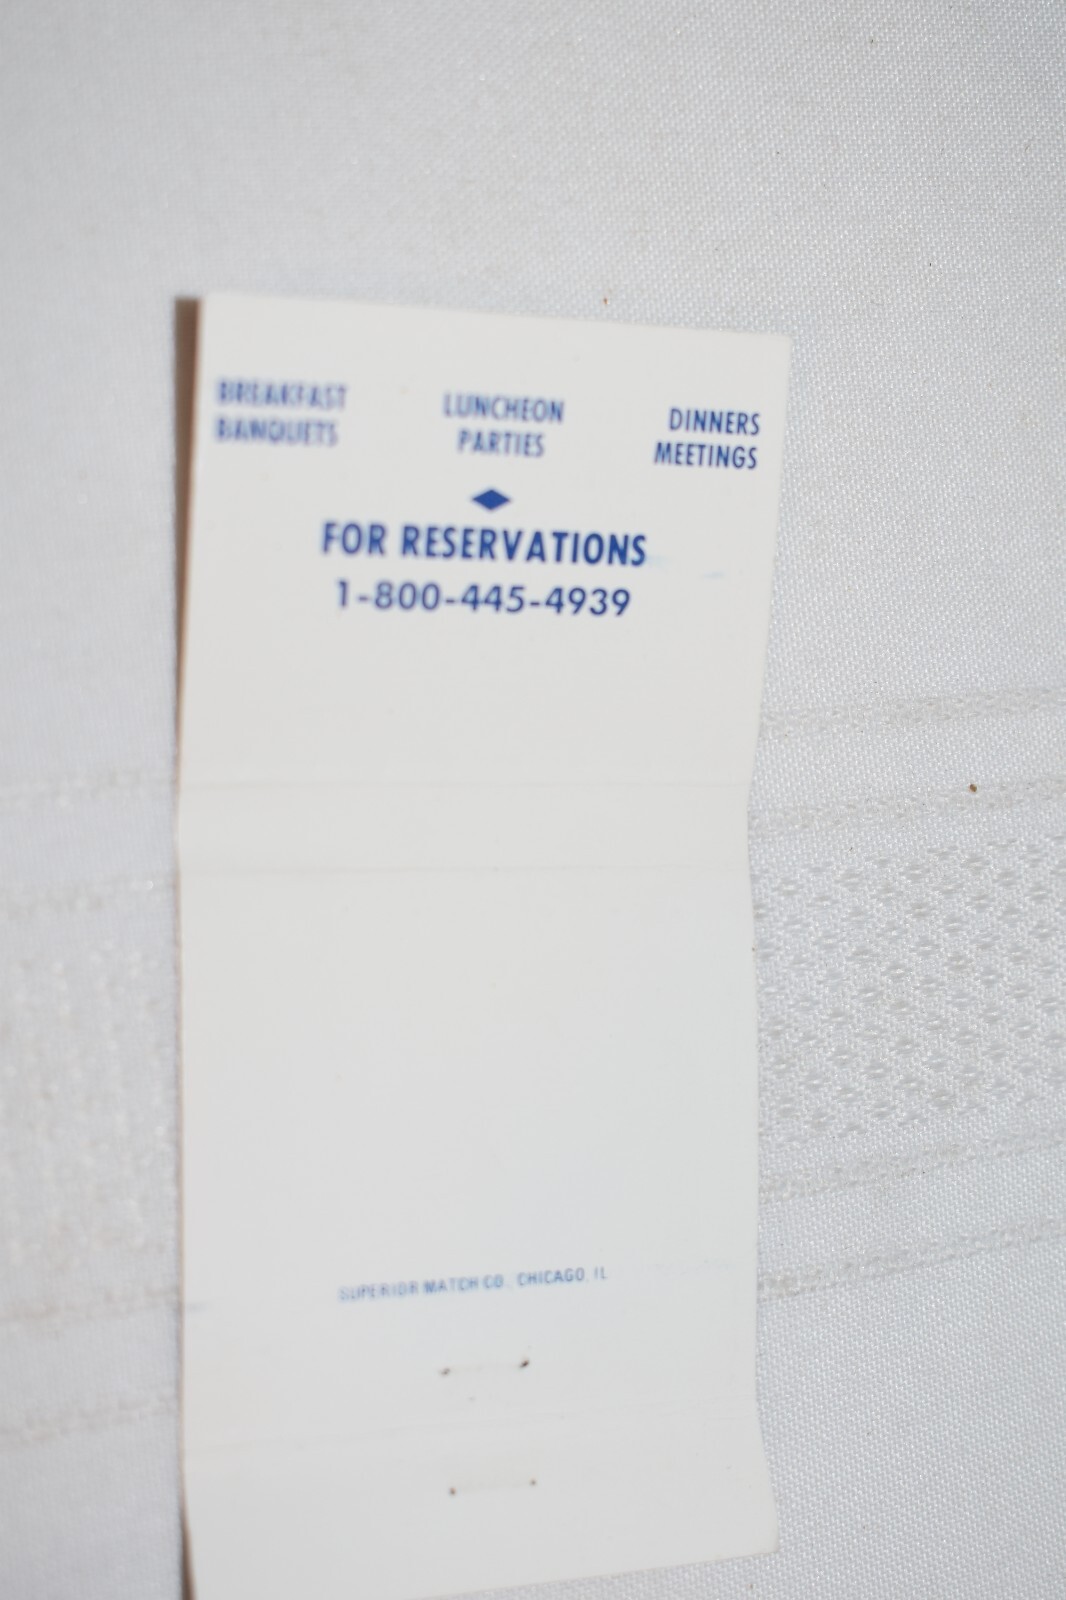 BREAKFAST LUNCHEON DINNERS
BANQUETS PARTIES MEETINGS
FOR RESERVATIONS
1-800-445-4939
SUPERIOR MATCH CO., CHICAGO, IL